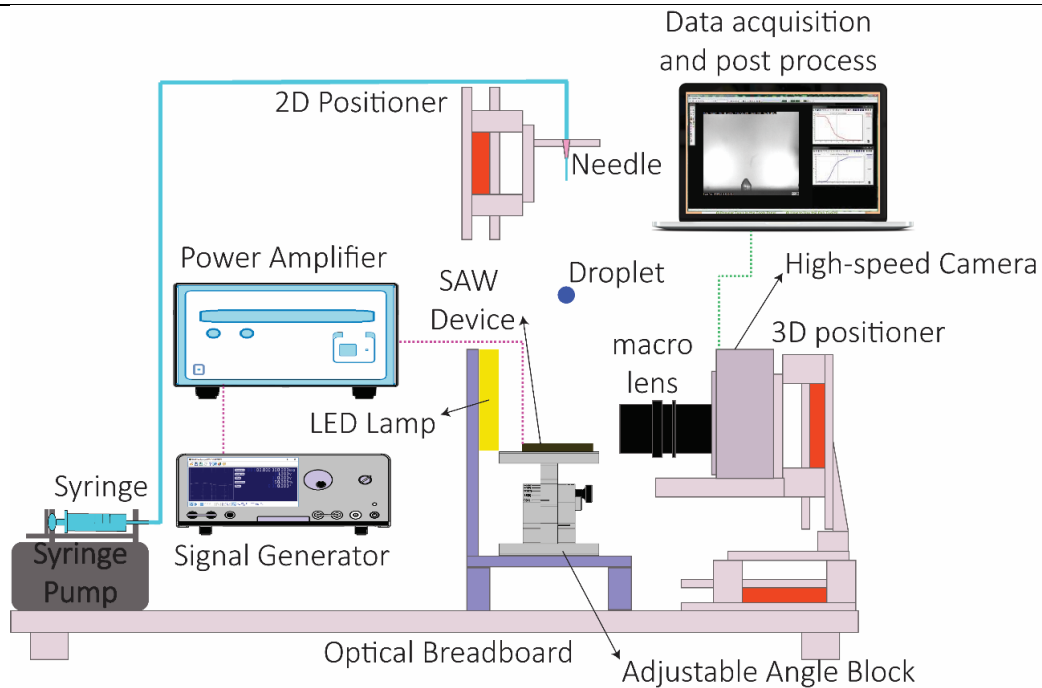 Data acquisition
and post process
2D Positioner
Needle
Power Amplifier
SAW
Device
Droplet
High-speed Camera
3D positioner
macro
lens
LED Lamp
Syringe
Syringe
Pump
Signal Generator
Optical Breadboard
Adjustable Angle Block